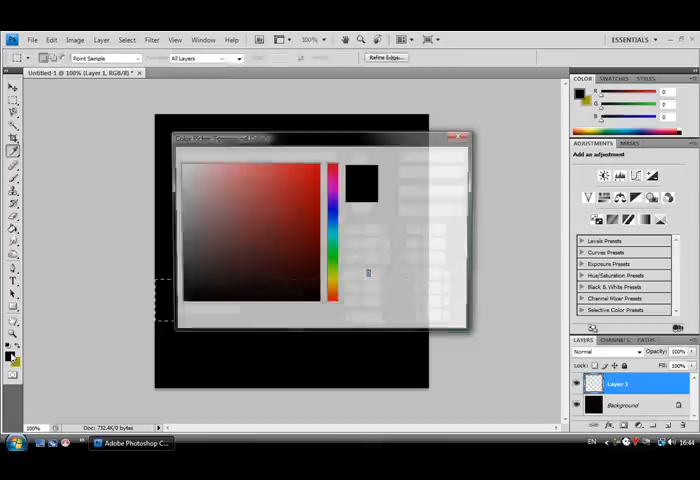 Ps File Edit Image Layer Select Filter View Window Help 100% ESSENTIALS
Point Sample All Layers Refine Edge...
Untitled-1 @ 100% (Layer 1, RGB/8) *
COLOR SWATCHES STYLES
R 0
G 0
B 0
ADJUSTMENTS MASKS
Add an adjustment
Levels Presets
Curves Presets
Exposure Presets
Hue/Saturation Presets
Black & White Presets
Channel Mixer Presets
Selective Color Presets
LAYERS CHANNELS PATHS
Normal Opacity: 100%
Lock: Fill: 100%
Layer 1
Background
100% Doc: 732,4K/0 bytes
Adobe Photoshop C... EN 16:44